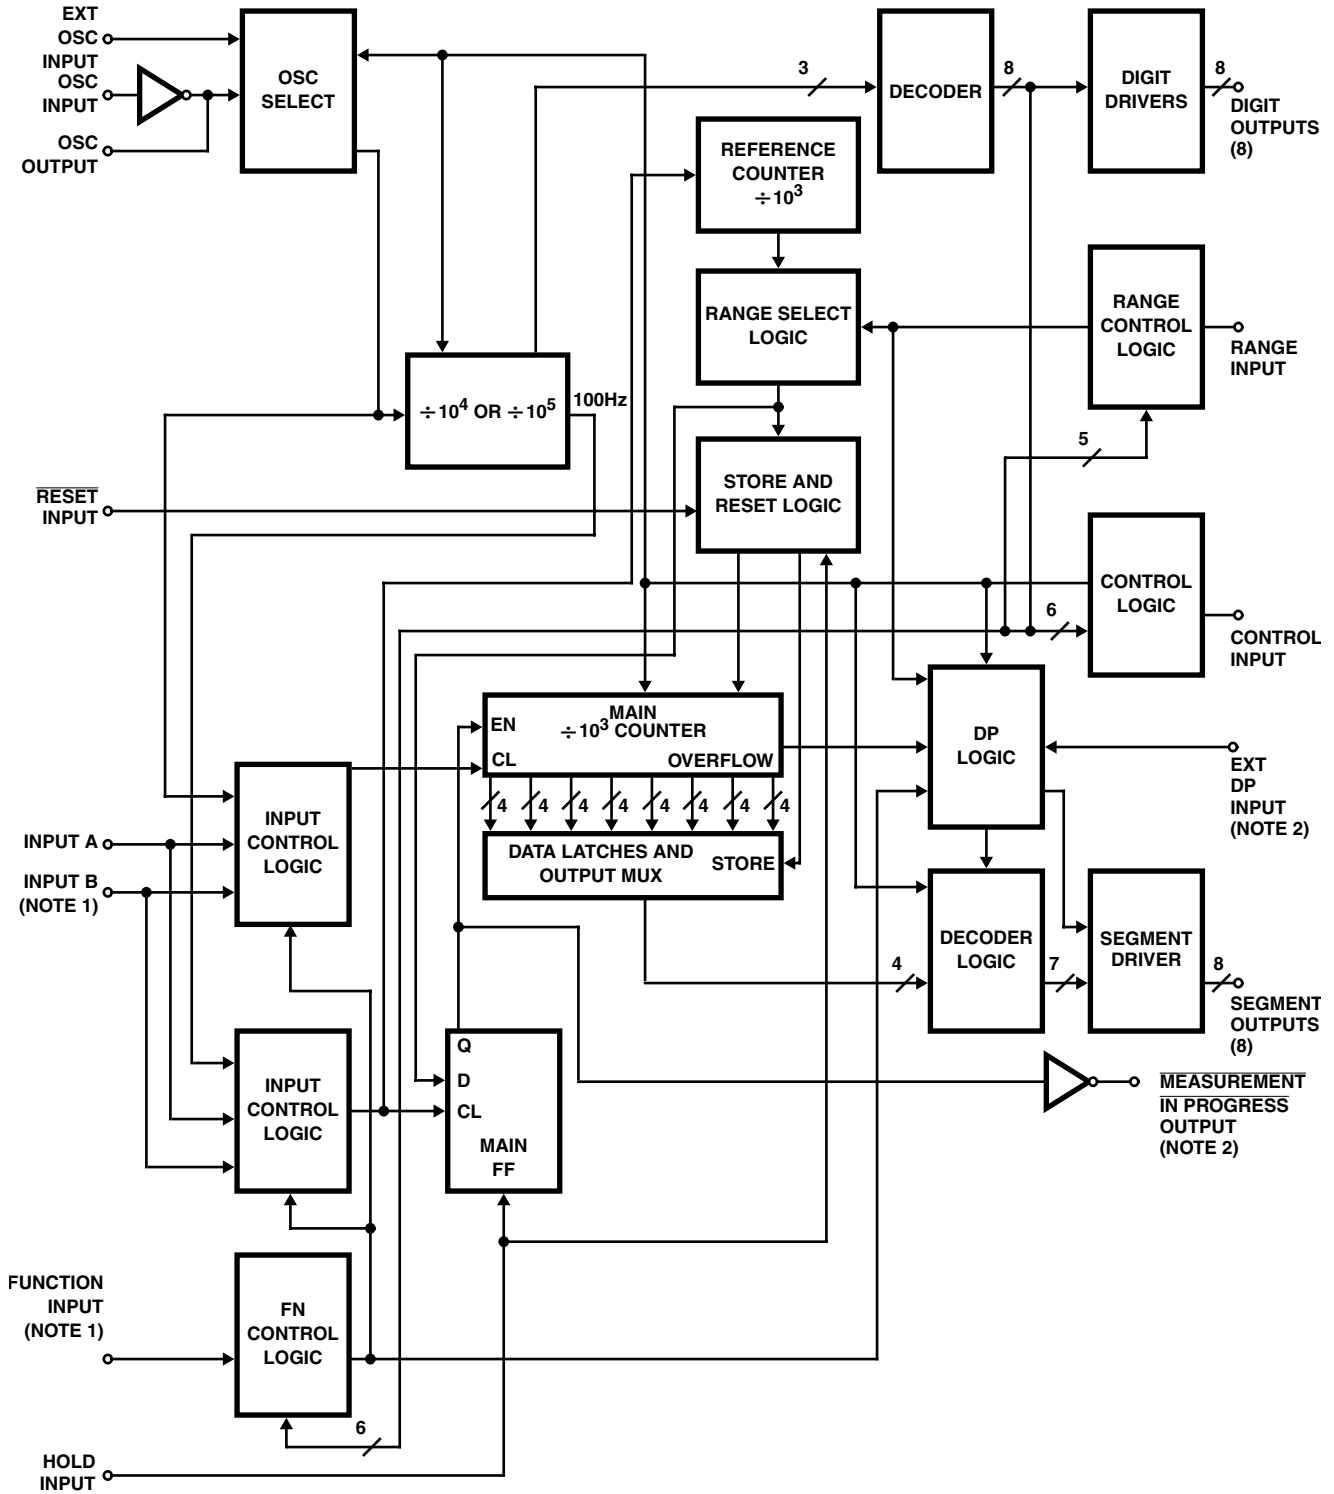 EXT
OSC
INPUT
OSC
INPUT
OSC
OUTPUT
OSC
SELECT
3
DECODER
8
DIGIT
DRIVERS
8
DIGIT
OUTPUTS
(8)
REFERENCE
COUNTER
÷10³
RANGE SELECT
LOGIC
RANGE
CONTROL
LOGIC
RANGE
INPUT
÷10⁴ OR ÷10⁵
100Hz
5
RESET
INPUT
STORE AND
RESET LOGIC
CONTROL
LOGIC
6
CONTROL
INPUT
MAIN
÷10³ COUNTER
EN
CL
OVERFLOW
DP
LOGIC
EXT
DP
INPUT
(NOTE 2)
4
4
4
4
4
4
4
4
INPUT
CONTROL
LOGIC
INPUT A
INPUT B
(NOTE 1)
DATA LATCHES AND
OUTPUT MUX
STORE
4
DECODER
LOGIC
7
SEGMENT
DRIVER
8
SEGMENT
OUTPUTS
(8)
INPUT
CONTROL
LOGIC
Q
D
CL
MAIN
FF
MEASUREMENT
IN PROGRESS
OUTPUT
(NOTE 2)
FUNCTION
INPUT
(NOTE 1)
FN
CONTROL
LOGIC
6
HOLD
INPUT